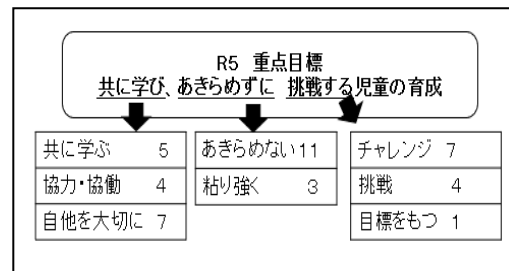 R5 重点目標
共に学び、あきらめずに 挑戦する児童の育成
共に学ぶ 5
協力・協働 4
自他を大切に 7
あきらめない 11
粘り強く 3
チャレンジ 7
挑戦 4
目標をもつ 1